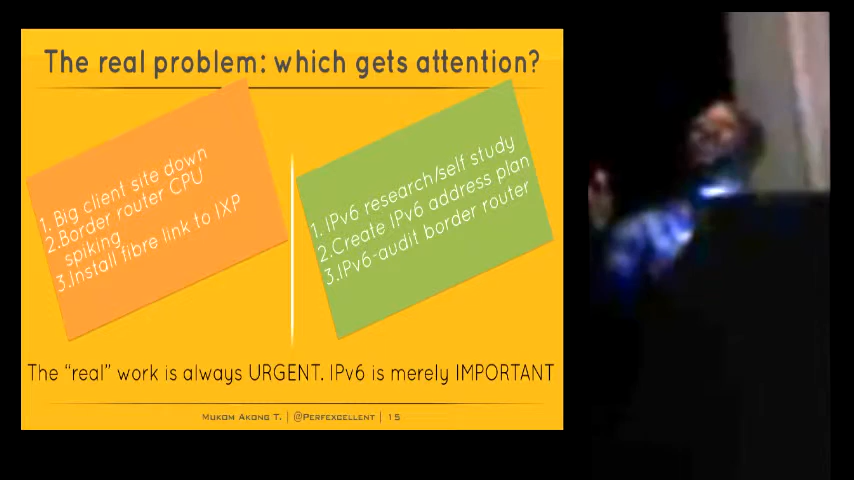 The real problem: which gets attention?
1. Big client site down
2.Border router CPU
spiking
3.Install fibre link to IXP
1. IPv6 research/self study
2.Create IPv6 address plan
3.IPv6-audit border router
The “real” work is always URGENT. IPv6 is merely IMPORTANT
Mukom Akong T. | @Perfexcellent | 15